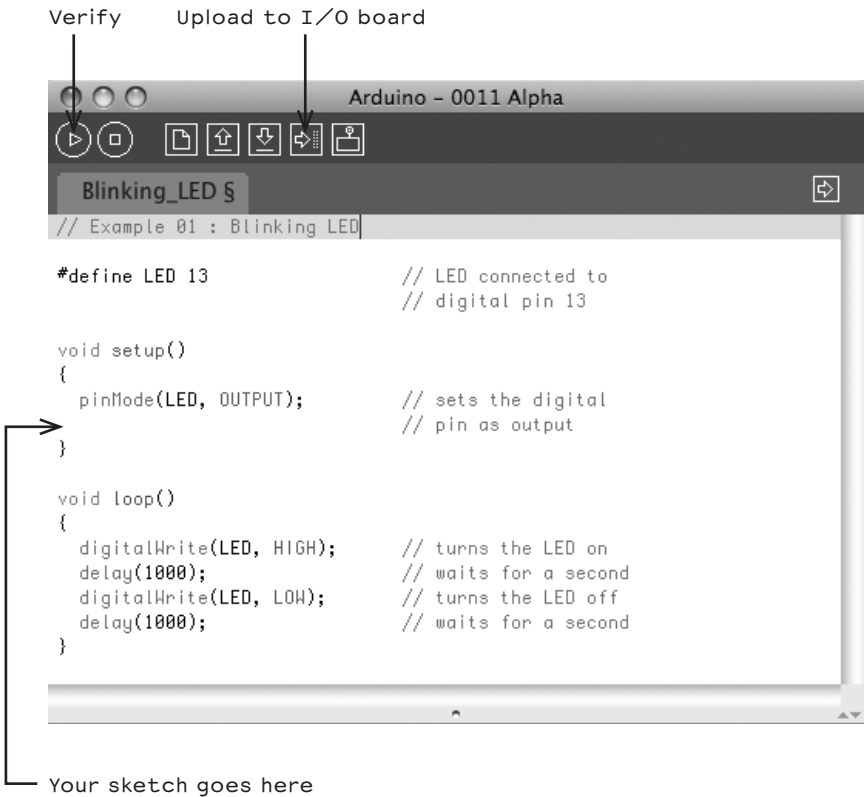 Verify Upload to I/O board
Arduino – 0011 Alpha
Blinking_LED §
// Example 01 : Blinking LED
#define LED 13 // LED connected to
// digital pin 13
void setup()
{
pinMode(LED, OUTPUT); // sets the digital
// pin as output
}
void loop()
{
digitalWrite(LED, HIGH); // turns the LED on
delay(1000); // waits for a second
digitalWrite(LED, LOW); // turns the LED off
delay(1000); // waits for a second
}
Your sketch goes here